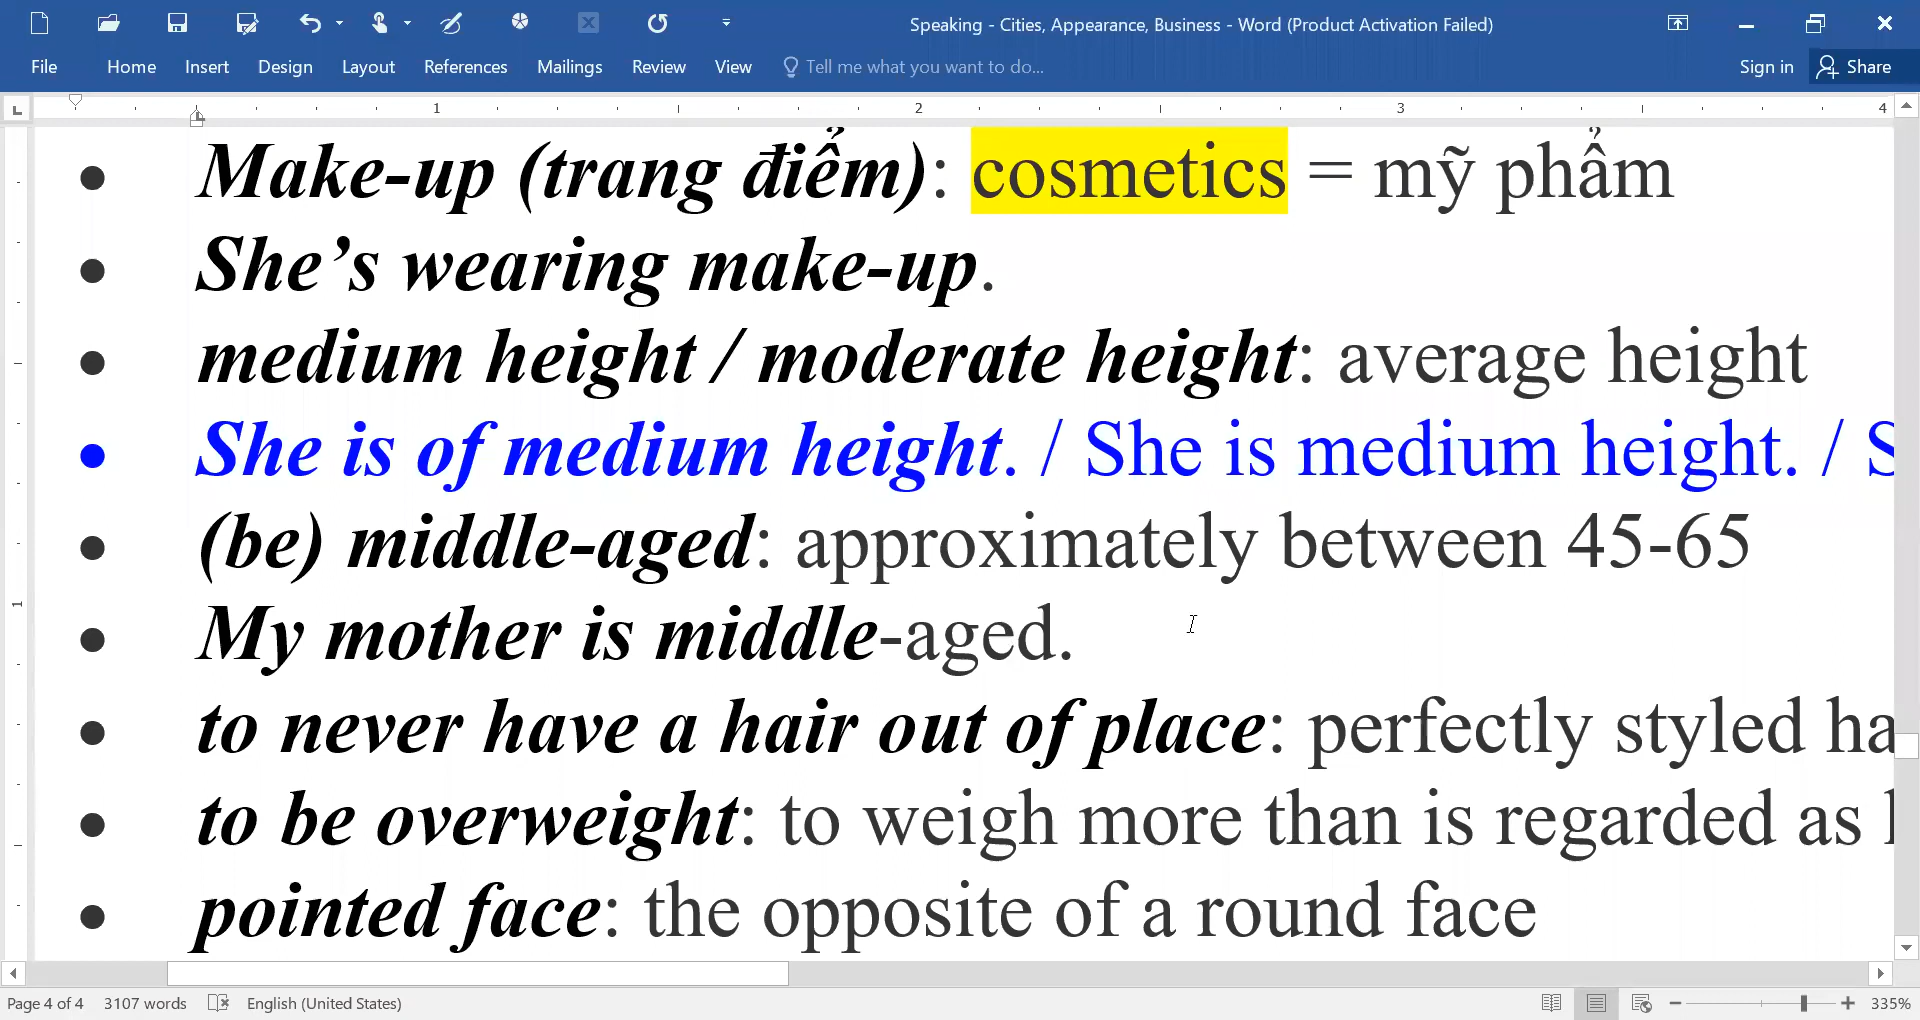 Speaking - Cities, Appearance, Business - Word (Product Activation Failed)
File Home Insert Design Layout References Mailings Review View Tell me what you want to do... Sign in Share
1 2 3 4
Make-up (trang điểm): cosmetics = mỹ phẩm
She’s wearing make-up.
medium height / moderate height: average height
She is of medium height. / She is medium height. / S
(be) middle-aged: approximately between 45-65
My mother is middle-aged.
to never have a hair out of place: perfectly styled ha
to be overweight: to weigh more than is regarded as
pointed face: the opposite of a round face
1
Page 4 of 4 3107 words English (United States) 335%